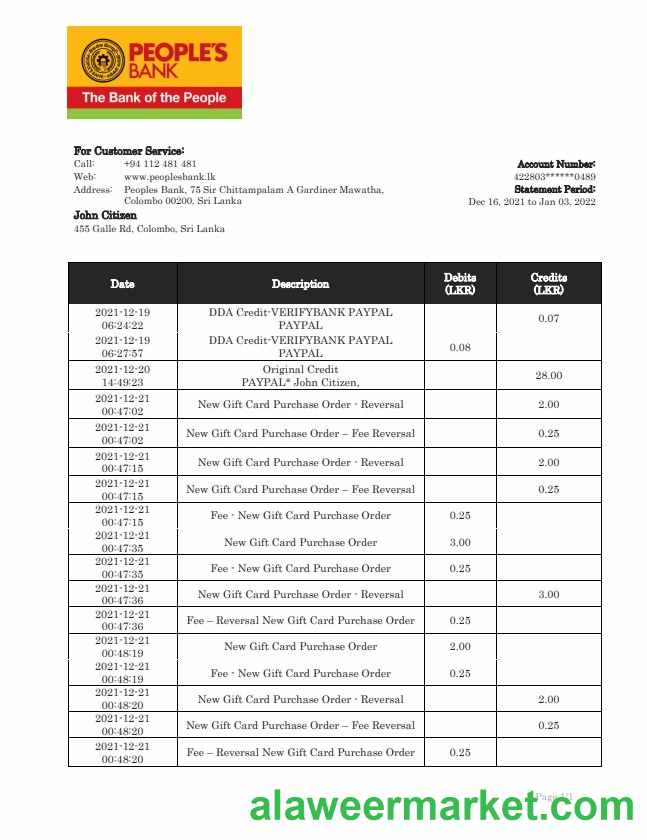 PEOPLE'S
BANK
The Bank of the People
For Customer Service:
Call: +94 112 481 481
Web: www.peoplesbank.lk
Address: Peoples Bank, 75 Sir Chittampalam A Gardiner Mawatha,
Colombo 00200, Sri Lanka
John Citizen
455 Galle Rd, Colombo, Sri Lanka
Account Number:
422803******0489
Statement Period:
Dec 16, 2021 to Jan 03, 2022
Date Description Debits (LKR) Credits (LKR)
2021-12-19 06:24:22 DDA Credit-VERIFYBANK PAYPAL PAYPAL 0.07
2021-12-19 06:27:57 DDA Credit-VERIFYBANK PAYPAL PAYPAL 0.08
2021-12-20 14:49:23 Original Credit PAYPAL* John Citizen, 28.00
2021-12-21 00:47:02 New Gift Card Purchase Order - Reversal 2.00
2021-12-21 00:47:02 New Gift Card Purchase Order – Fee Reversal 0.25
2021-12-21 00:47:15 New Gift Card Purchase Order - Reversal 2.00
2021-12-21 00:47:15 New Gift Card Purchase Order – Fee Reversal 0.25
2021-12-21 00:47:15 Fee - New Gift Card Purchase Order 0.25
2021-12-21 00:47:35 New Gift Card Purchase Order 3.00
2021-12-21 00:47:35 Fee - New Gift Card Purchase Order 0.25
2021-12-21 00:47:36 New Gift Card Purchase Order - Reversal 3.00
2021-12-21 00:47:36 Fee – Reversal New Gift Card Purchase Order 0.25
2021-12-21 00:48:19 New Gift Card Purchase Order 2.00
2021-12-21 00:48:19 Fee - New Gift Card Purchase Order 0.25
2021-12-21 00:48:20 New Gift Card Purchase Order - Reversal 2.00
2021-12-21 00:48:20 New Gift Card Purchase Order – Fee Reversal 0.25
2021-12-21 00:48:20 Fee – Reversal New Gift Card Purchase Order 0.25
Page 1/1
alaweermarket.com